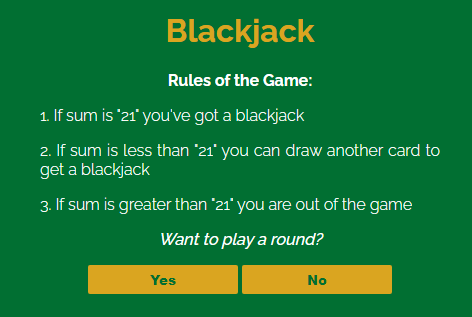 Blackjack
Rules of the Game:
1. If sum is "21" you've got a blackjack
2. If sum is less than "21" you can draw another card to
get a blackjack
3. If sum is greater than "21" you are out of the game
Want to play a round?
Yes
No